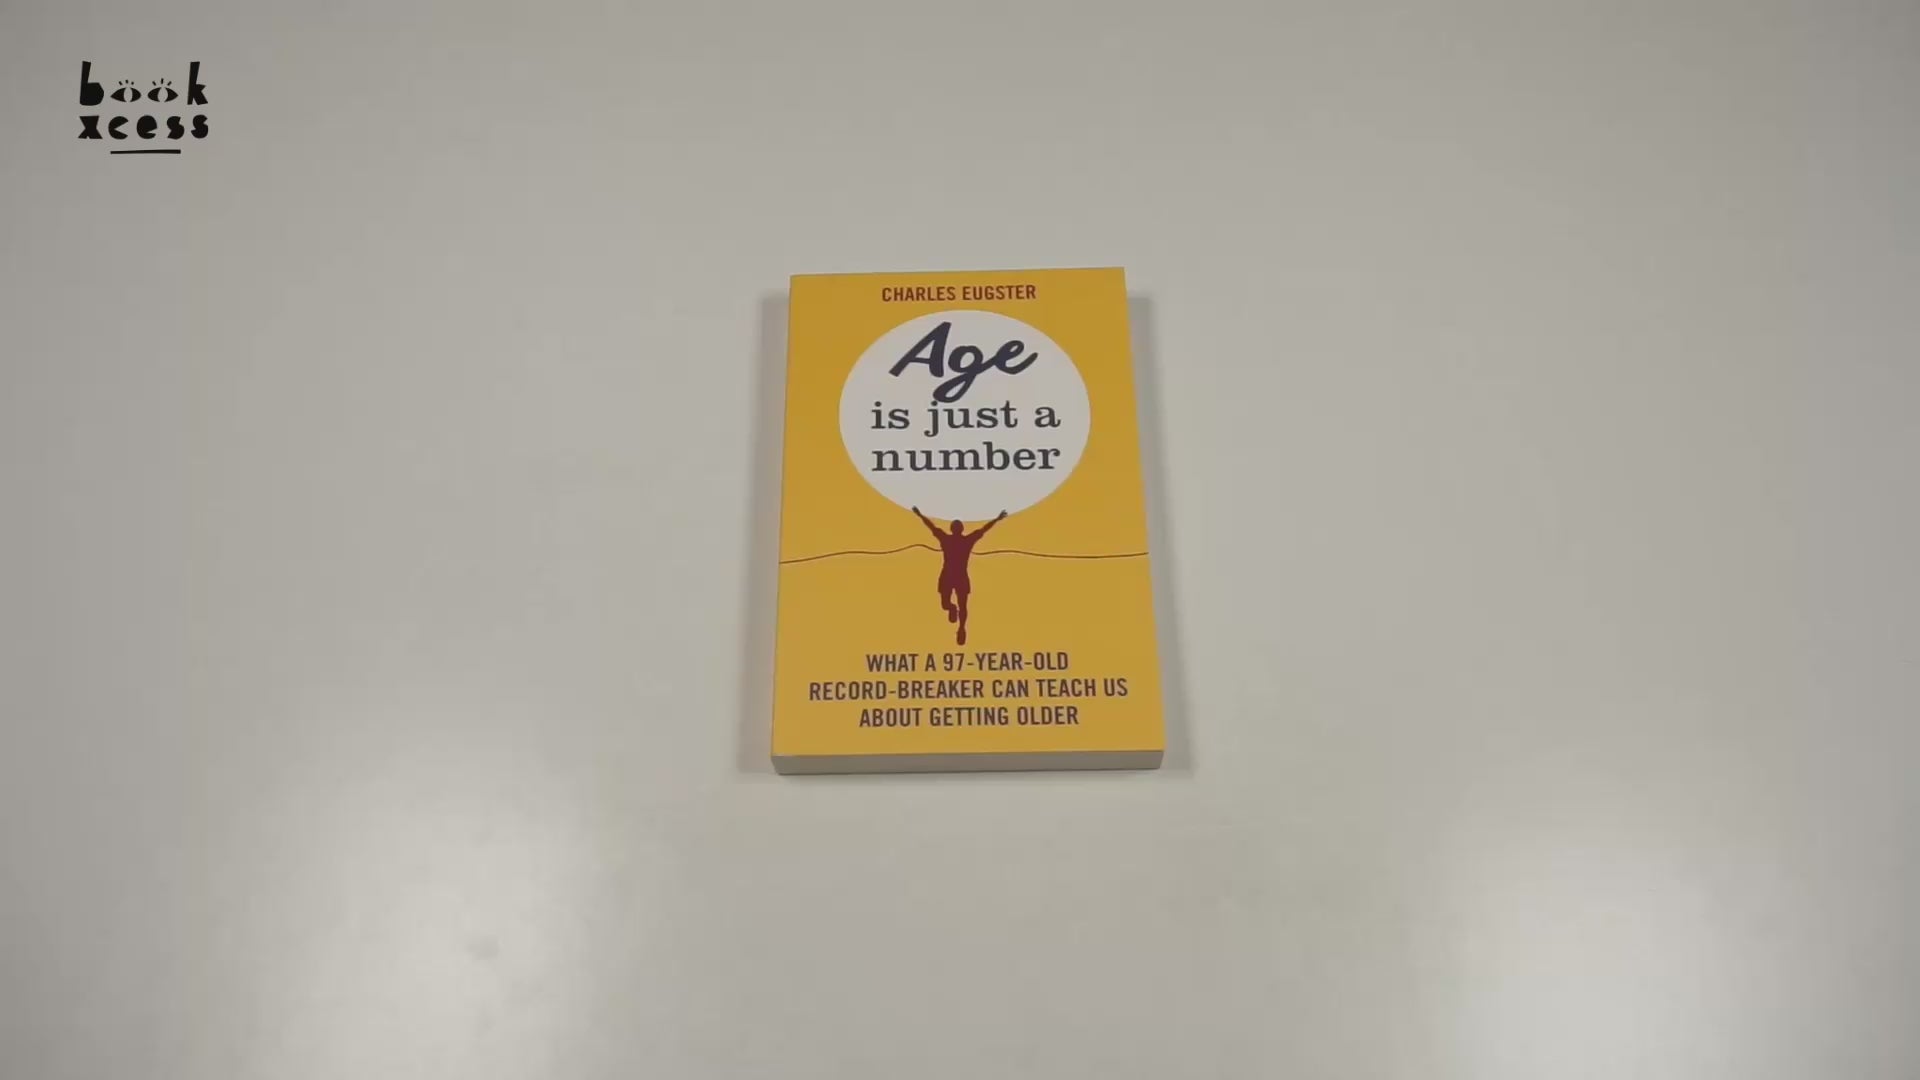 book
xcess
CHARLES EUGSTER
Age
is just a
number
WHAT A 97-YEAR-OLD
RECORD-BREAKER CAN TEACH US
ABOUT GETTING OLDER